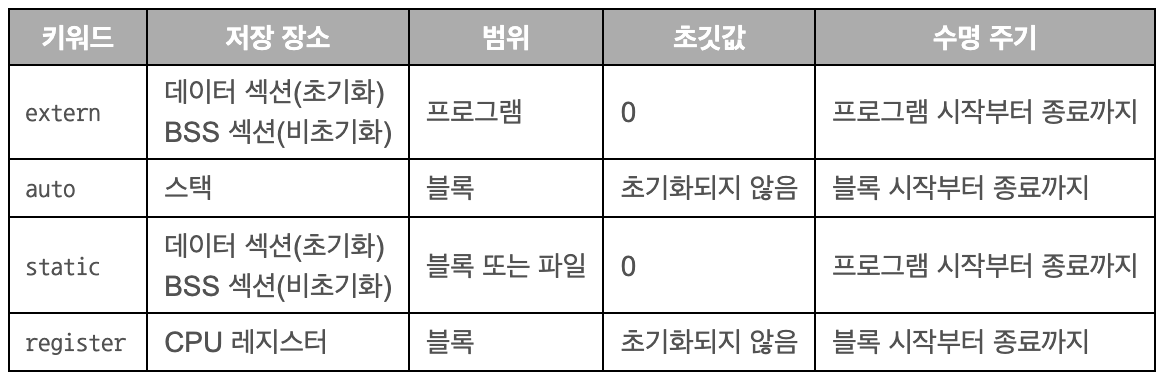 키워드 저장 장소 범위 초깃값 수명 주기
extern 데이터 섹션(초기화) 프로그램 0 프로그램 시작부터 종료까지
BSS 섹션(비초기화)
auto 스택 블록 초기화되지 않음 블록 시작부터 종료까지
static 데이터 섹션(초기화) 블록 또는 파일 0 프로그램 시작부터 종료까지
BSS 섹션(비초기화)
register CPU 레지스터 블록 초기화되지 않음 블록 시작부터 종료까지